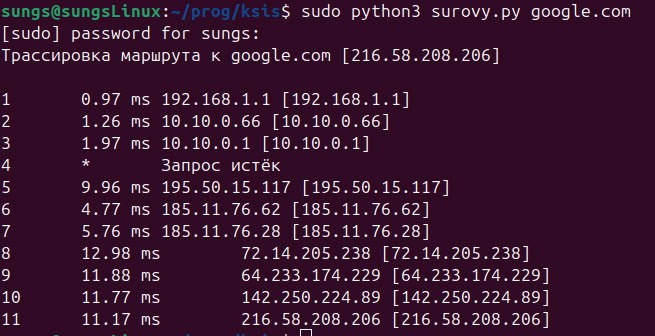 sungs@sungsLinux:~/prog/ksis$ sudo python3 surovy.py google.com
[sudo] password for sungs:
Трассировка маршрута к google.com [216.58.208.206]
1 0.97 ms 192.168.1.1 [192.168.1.1]
2 1.26 ms 10.10.0.66 [10.10.0.66]
3 1.97 ms 10.10.0.1 [10.10.0.1]
4 * Запрос истёк
5 9.96 ms 195.50.15.117 [195.50.15.117]
6 4.77 ms 185.11.76.62 [185.11.76.62]
7 5.76 ms 185.11.76.28 [185.11.76.28]
8 12.98 ms 72.14.205.238 [72.14.205.238]
9 11.88 ms 64.233.174.229 [64.233.174.229]
10 11.77 ms 142.250.224.89 [142.250.224.89]
11 11.17 ms 216.58.208.206 [216.58.208.206]